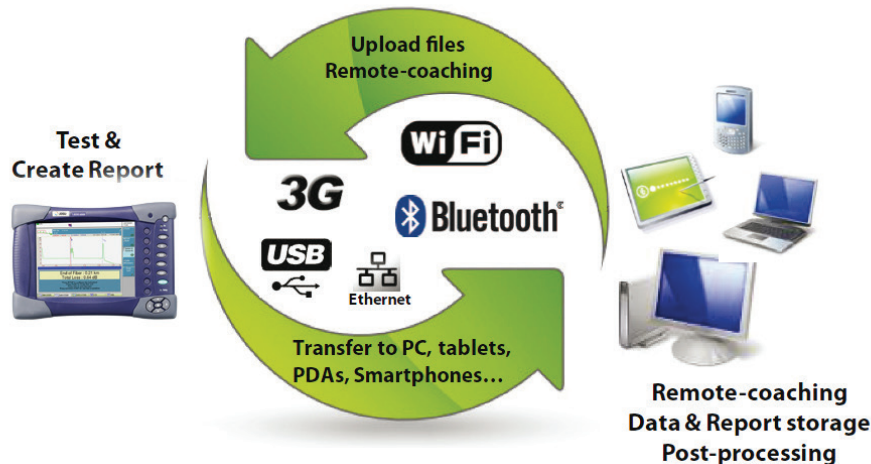 Upload files
Remote-coaching
Test &
Create Report
WiFi
3G
Bluetooth
USB
Ethernet
Transfer to PC, tablets,
PDAs, Smartphones...
Remote-coaching
Data & Report storage
Post-processing